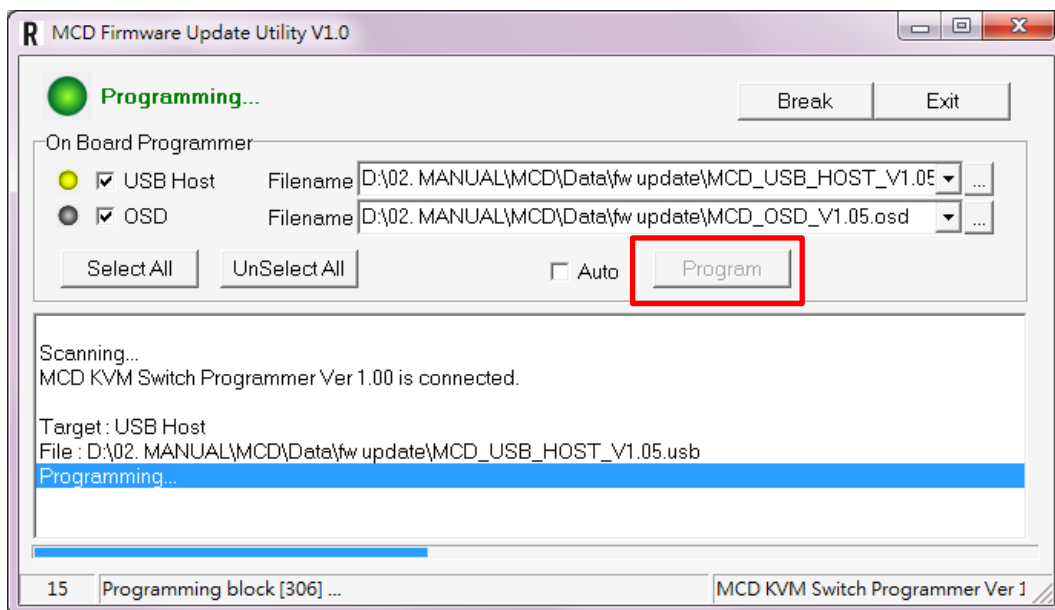 R MCD Firmware Update Utility V1.0
Programming...
Break Exit
On Board Programmer
USB Host Filename D:\02. MANUAL\MCD\Data\fw update\MCD_USB_HOST_V1.05 ...
OSD Filename D:\02. MANUAL\MCD\Data\fw update\MCD_OSD_V1.05.osd ...
Select All UnSelect All Auto Program
Scanning...
MCD KVM Switch Programmer Ver 1.00 is connected.
Target : USB Host
File : D:\02. MANUAL\MCD\Data\fw update\MCD_USB_HOST_V1.05.usb
Programming...
15 Programming block [306] ... MCD KVM Switch Programmer Ver 1